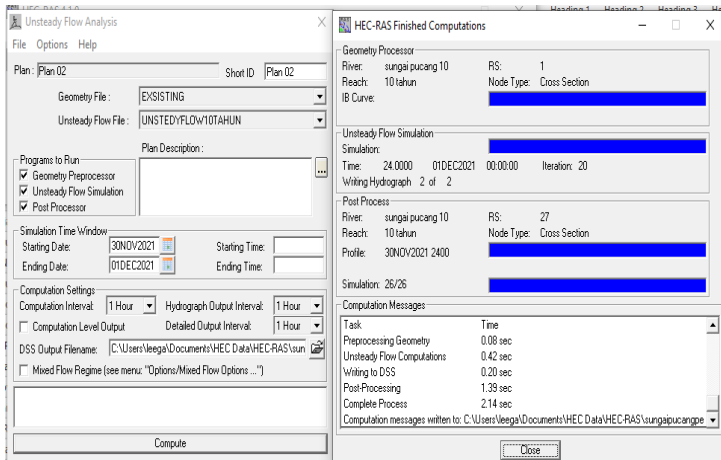 Unsteady Flow Analysis
File Options Help
Plan : Plan 02 Short ID Plan 02
Geometry File : EXSISTING
Unsteady Flow File : UNSTEDYFLOW10TAHUN
Plan Description :
...
Programs to Run
Geometry Preprocessor
Unsteady Flow Simulation
Post Processor
Simulation Time Window
Starting Date: 30NOV2021 Starting Time:
Ending Date: 01DEC2021 Ending Time:
Computation Settings
Computation Interval: 1 Hour Hydrograph Output Interval: 1 Hour
Computation Level Output Detailed Output Interval: 1 Hour
DSS Output Filename: C:\Users\leega\Documents\HEC Data\HEC-RAS\sun
Mixed Flow Regime (see menu: "Options/Mixed Flow Options ...")
Compute
Heading 1 Heading 2 Heading 3
HEC-RAS Finished Computations
Geometry Processor
River: sungai pucang 10 RS: 1
Reach: 10 tahun Node Type: Cross Section
IB Curve:
Unsteady Flow Simulation
Simulation:
Time: 24.0000 01DEC2021 00:00:00 Iteration: 20
Writing Hydrograph 2 of 2
Post Process
River: sungai pucang 10 RS: 27
Reach: 10 tahun Node Type: Cross Section
Profile: 30NOV2021 2400
Simulation: 26/26
Computation Messages
Task Time
Preprocessing Geometry 0.08 sec
Unsteady Flow Computations 0.42 sec
Writing to DSS 0.20 sec
Post-Processing 1.39 sec
Complete Process 2.14 sec
Computation messages written to: C:\Users\leega\Documents\HEC Data\HEC-RAS\sungaipucangpe
Close